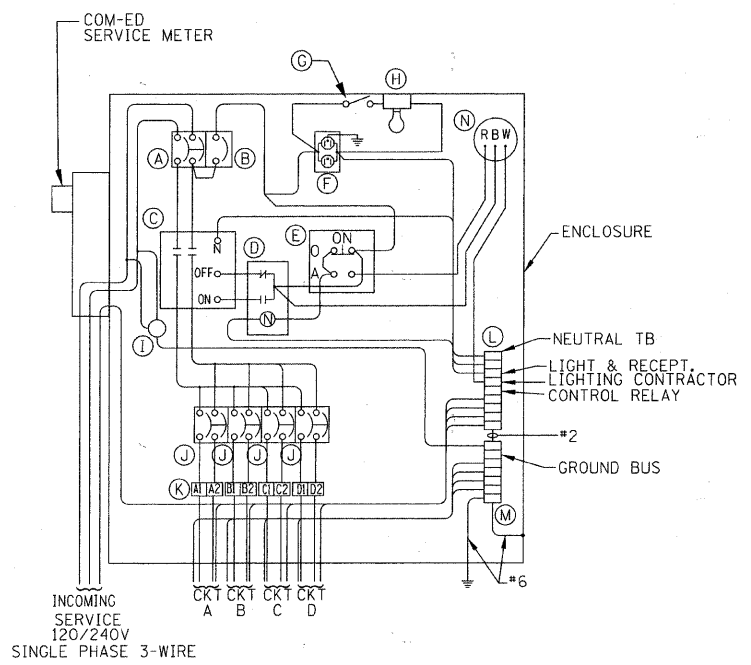 COM-ED
SERVICE METER
G
H
N
R B W
A
B
F
C
N
D
E
ON
O
A
OFF
ON
N
ENCLOSURE
I
L
NEUTRAL TB
LIGHT & RECEPT.
LIGHTING CONTRACTOR
CONTROL RELAY
#2
J
J
J
J
GROUND BUS
K
A1 A2 B1 B2 C1 C2 D1 D2
M
#6
CKT
A
CKT
B
CKT
C
CKT
D
INCOMING
SERVICE
120/240V
SINGLE PHASE 3-WIRE